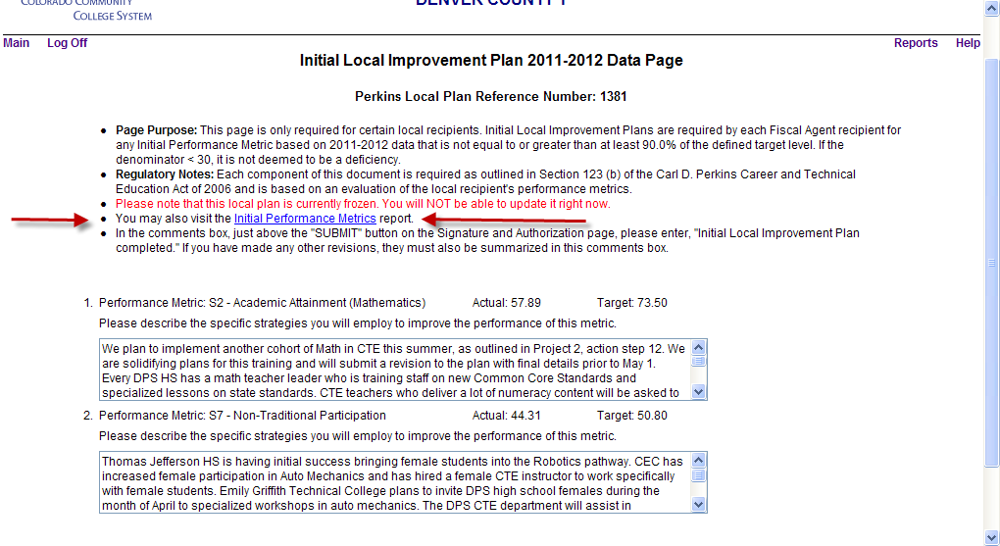 COLORADO COMMUNITY
COLLEGE SYSTEM
DENVER COUNTY 1
Main Log Off Reports Help
Initial Local Improvement Plan 2011-2012 Data Page
Perkins Local Plan Reference Number: 1381
• Page Purpose: This page is only required for certain local recipients. Initial Local Improvement Plans are required by each Fiscal Agent recipient for
any Initial Performance Metric based on 2011-2012 data that is not equal to or greater than at least 90.0% of the defined target level. If the
denominator < 30, it is not deemed to be a deficiency.
• Regulatory Notes: Each component of this document is required as outlined in Section 123 (b) of the Carl D. Perkins Career and Technical
Education Act of 2006 and is based on an evaluation of the local recipient's performance metrics.
• Please note that this local plan is currently frozen. You will NOT be able to update it right now.
• You may also visit the Initial Performance Metrics report.
• In the comments box, just above the "SUBMIT" button on the Signature and Authorization page, please enter, "Initial Local Improvement Plan
completed." If you have made any other revisions, they must also be summarized in this comments box.
1. Performance Metric: S2 - Academic Attainment (Mathematics) Actual: 57.89 Target: 73.50
Please describe the specific strategies you will employ to improve the performance of this metric.
We plan to implement another cohort of Math in CTE this summer, as outlined in Project 2, action step 12. We
are solidifying plans for this training and will submit a revision to the plan with final details prior to May 1.
Every DPS HS has a math teacher leader who is training staff on new Common Core Standards and
specialized lessons on state standards. CTE teachers who deliver a lot of numeracy content will be asked to
2. Performance Metric: S7 - Non-Traditional Participation Actual: 44.31 Target: 50.80
Please describe the specific strategies you will employ to improve the performance of this metric.
Thomas Jefferson HS is having initial success bringing female students into the Robotics pathway. CEC has
increased female participation in Auto Mechanics and has hired a female CTE instructor to work specifically
with female students. Emily Griffith Technical College plans to invite DPS high school females during the
month of April to specialized workshops in auto mechanics. The DPS CTE department will assist in